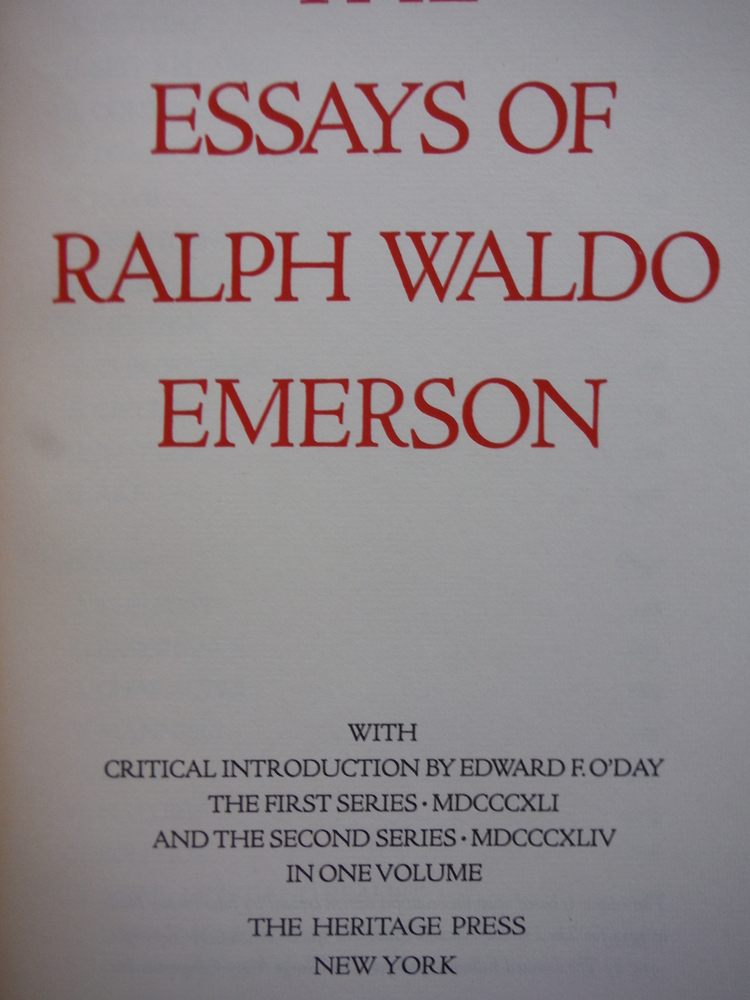 THE
ESSAYS OF
RALPH WALDO
EMERSON
WITH
CRITICAL INTRODUCTION BY EDWARD F. O'DAY
THE FIRST SERIES · MDCCCXLI
AND THE SECOND SERIES · MDCCCXLIV
IN ONE VOLUME
THE HERITAGE PRESS
NEW YORK